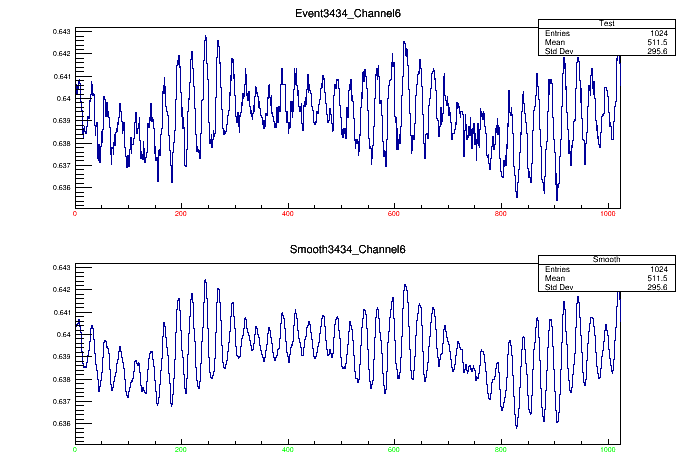 Event3434_Channel6
Test
Entries 1024
Mean 511.5
Std Dev 295.6
0.643
0.642
0.641
0.64
0.639
0.638
0.637
0.636
0 200 400 600 800 1000
Smooth3434_Channel6
Smooth
Entries 1024
Mean 511.5
Std Dev 295.6
0.643
0.642
0.641
0.64
0.639
0.638
0.637
0.636
0 200 400 600 800 1000